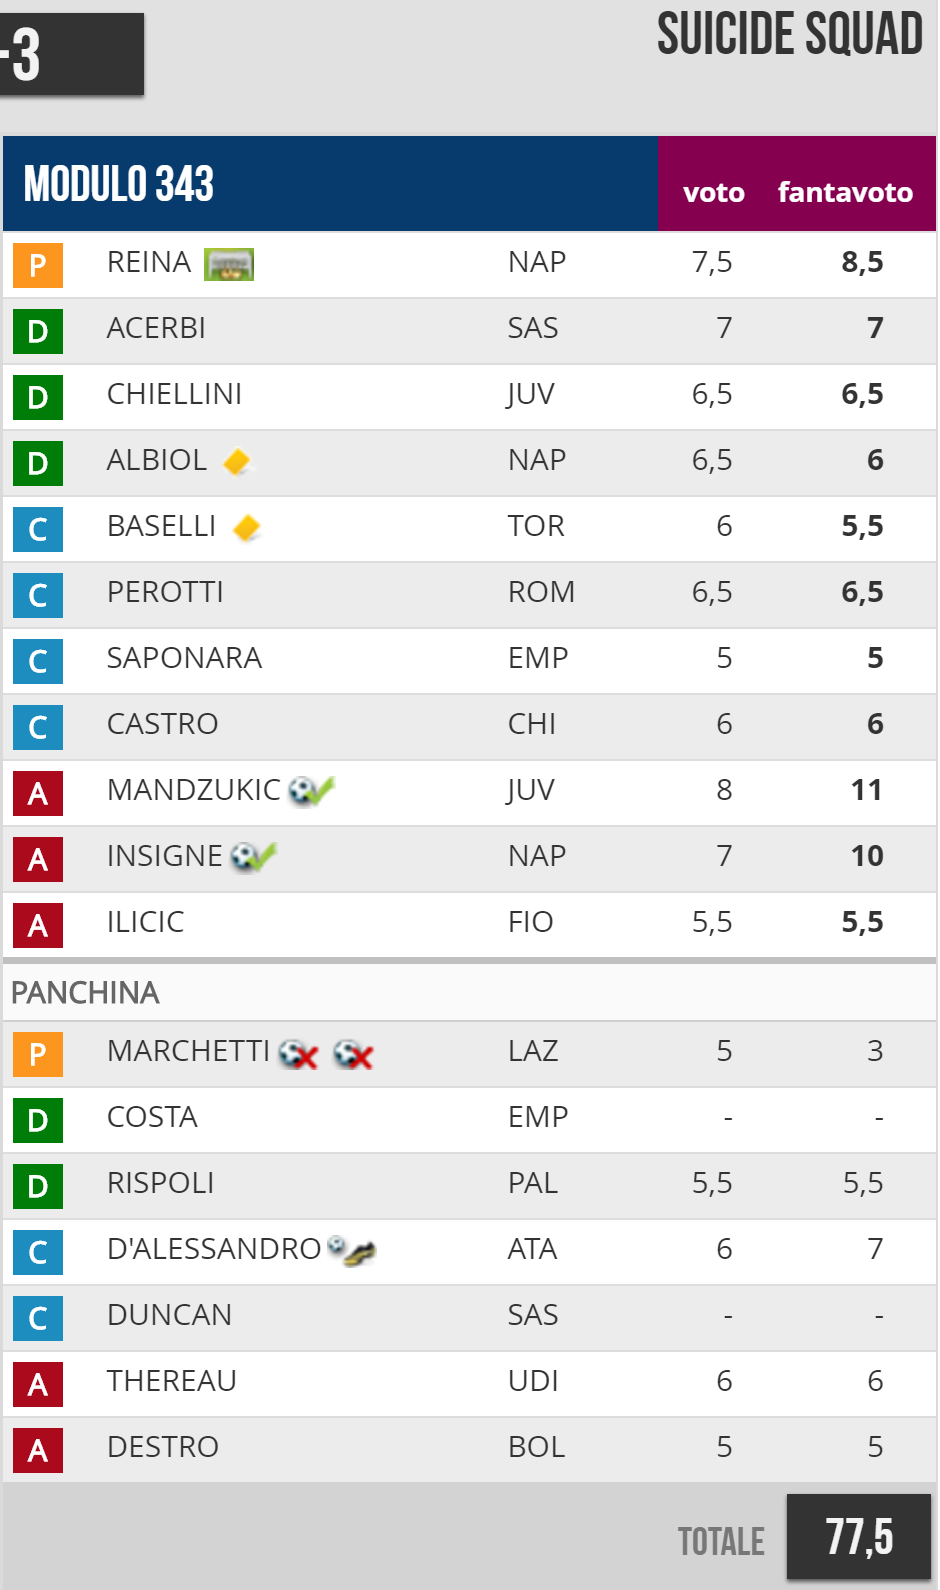 -3
SUICIDE SQUAD
MODULO 343 voto fantavoto
P REINA NAP 7,5 8,5
D ACERBI SAS 7 7
D CHIELLINI JUV 6,5 6,5
D ALBIOL NAP 6,5 6
C BASELLI TOR 6 5,5
C PEROTTI ROM 6,5 6,5
C SAPONARA EMP 5 5
C CASTRO CHI 6 6
A MANDZUKIC JUV 8 11
A INSIGNE NAP 7 10
A ILICIC FIO 5,5 5,5
PANCHINA
P MARCHETTI LAZ 5 3
D COSTA EMP - -
D RISPOLI PAL 5,5 5,5
C D'ALESSANDRO ATA 6 7
C DUNCAN SAS - -
A THEREAU UDI 6 6
A DESTRO BOL 5 5
TOTALE 77,5